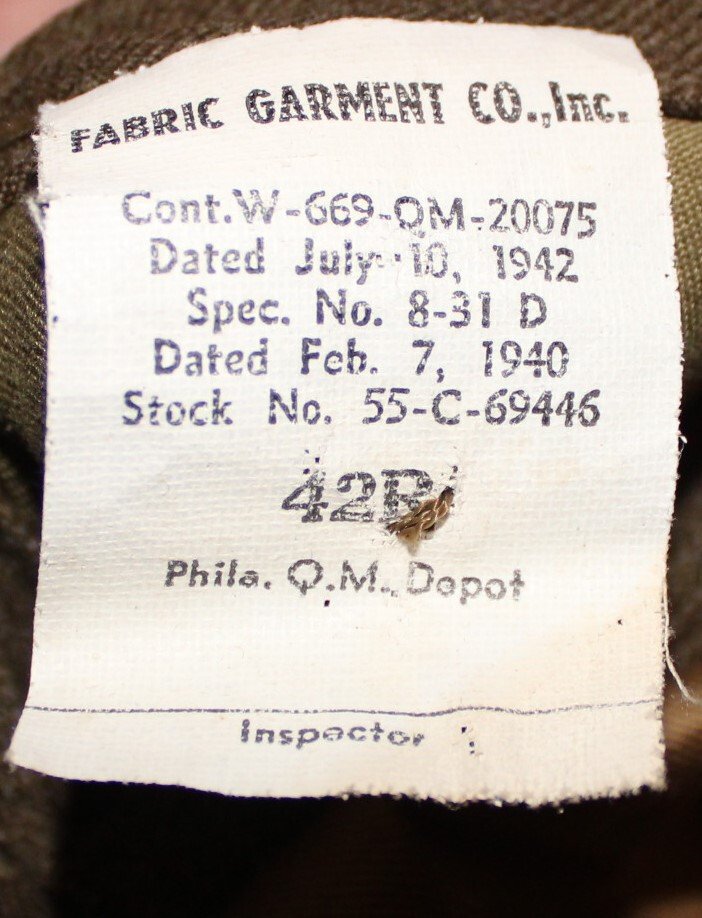 FABRIC GARMENT CO., Inc.
Cont. W-669-QM-20075
Dated July 10, 1942
Spec. No. 8-31 D
Dated Feb. 7, 1940
Stock No. 55-C-69446
42R
Phila. Q.M. Depot
Inspector